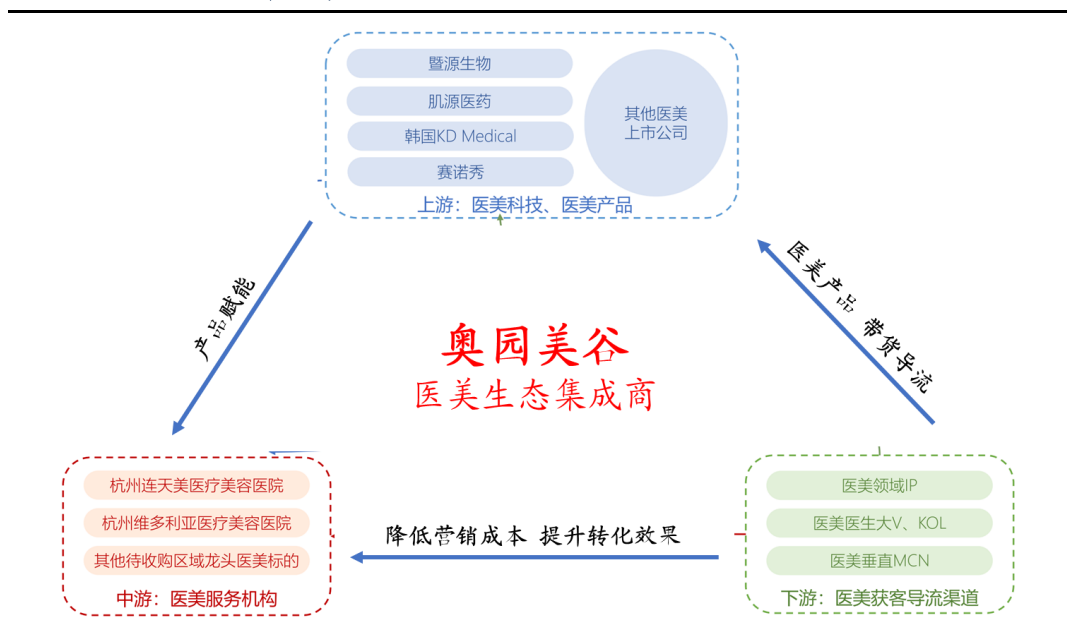 暨源生物
肌源医药
韩国KD Medical
赛诺秀
其他医美
上市公司
上游：医美科技、医美产品
产品赋能
医美产品 带货导流
奥园美谷
医美生态集成商
杭州连天美医疗美容医院
杭州维多利亚医疗美容医院
其他待收购区域龙头医美标的
中游：医美服务机构
降低营销成本 提升转化效果
医美领域IP
医美医生大V、KOL
医美垂直MCN
下游：医美获客导流渠道